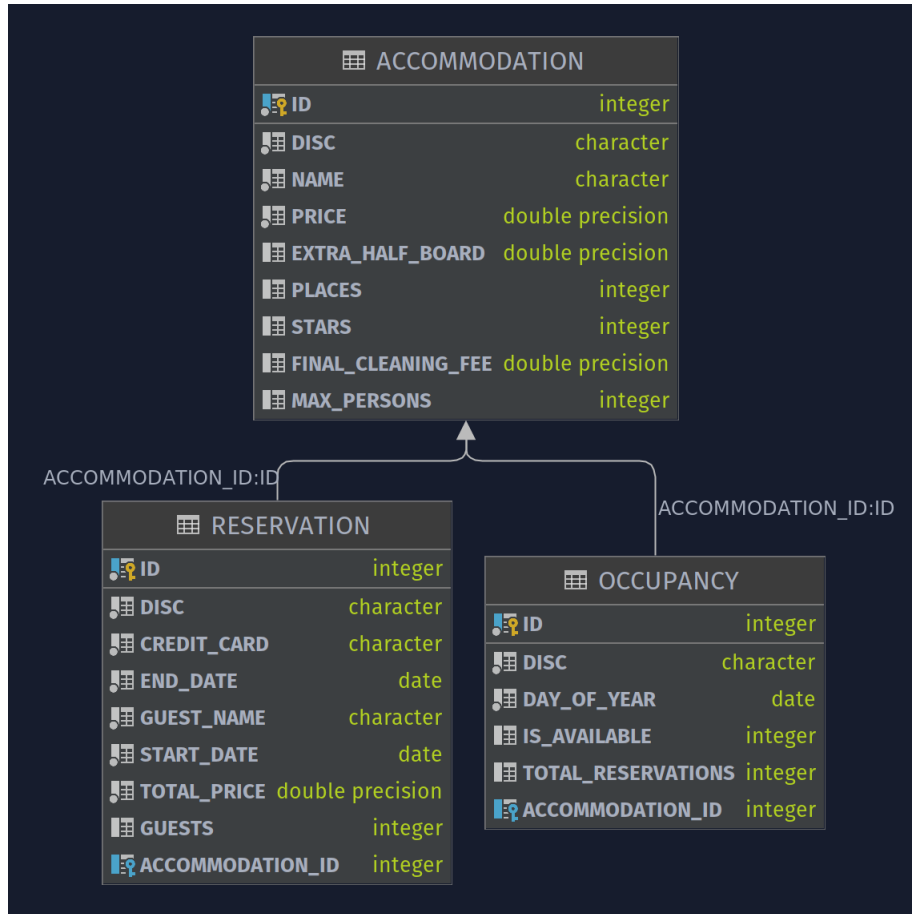 ACCOMMODATION
ID integer
DISC character
NAME character
PRICE double precision
EXTRA_HALF_BOARD double precision
PLACES integer
STARS integer
FINAL_CLEANING_FEE double precision
MAX_PERSONS integer
ACCOMMODATION_ID:ID
ACCOMMODATION_ID:ID
RESERVATION
ID integer
DISC character
CREDIT_CARD character
END_DATE date
GUEST_NAME character
START_DATE date
TOTAL_PRICE double precision
GUESTS integer
ACCOMMODATION_ID integer
OCCUPANCY
ID integer
DISC character
DAY_OF_YEAR date
IS_AVAILABLE integer
TOTAL_RESERVATIONS integer
ACCOMMODATION_ID integer